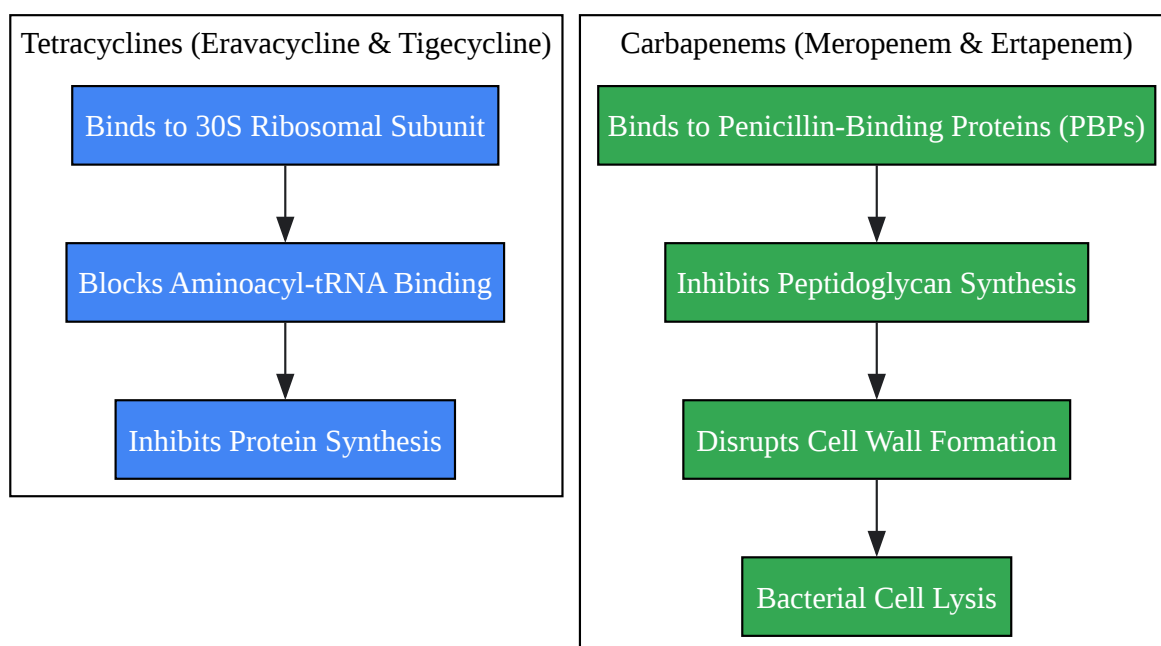 Tetracyclines (Eravacycline & Tigecycline)
Binds to 30S Ribosomal Subunit
Blocks Aminoacyl-tRNA Binding
Inhibits Protein Synthesis
Carbapenems (Meropenem & Ertapenem)
Binds to Penicillin-Binding Proteins (PBPs)
Inhibits Peptidoglycan Synthesis
Disrupts Cell Wall Formation
Bacterial Cell Lysis